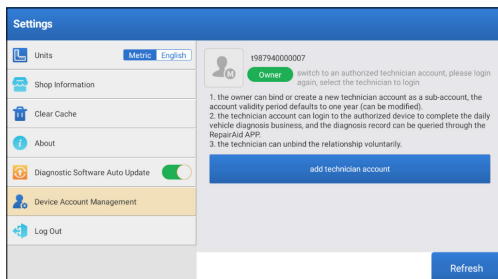 Settings
Units
Metric English
Shop Information
Clear Cache
About
Diagnostic Software Auto Update
Device Account Management
Log Out
M
t987940000007
Owner
switch to an authorized technician account, please login
again, select the technician to login
1. the owner can bind or create a new technician account as a sub-account, the
account validity period defaults to one year (can be modified).
2. the technician can login to the authorized device to complete the daily
vehicle diagnosis business, and the diagnosis record can be queried through the
RepairAid APP.
3. the technician can unbind the relationship voluntarily.
add technician account
Refresh